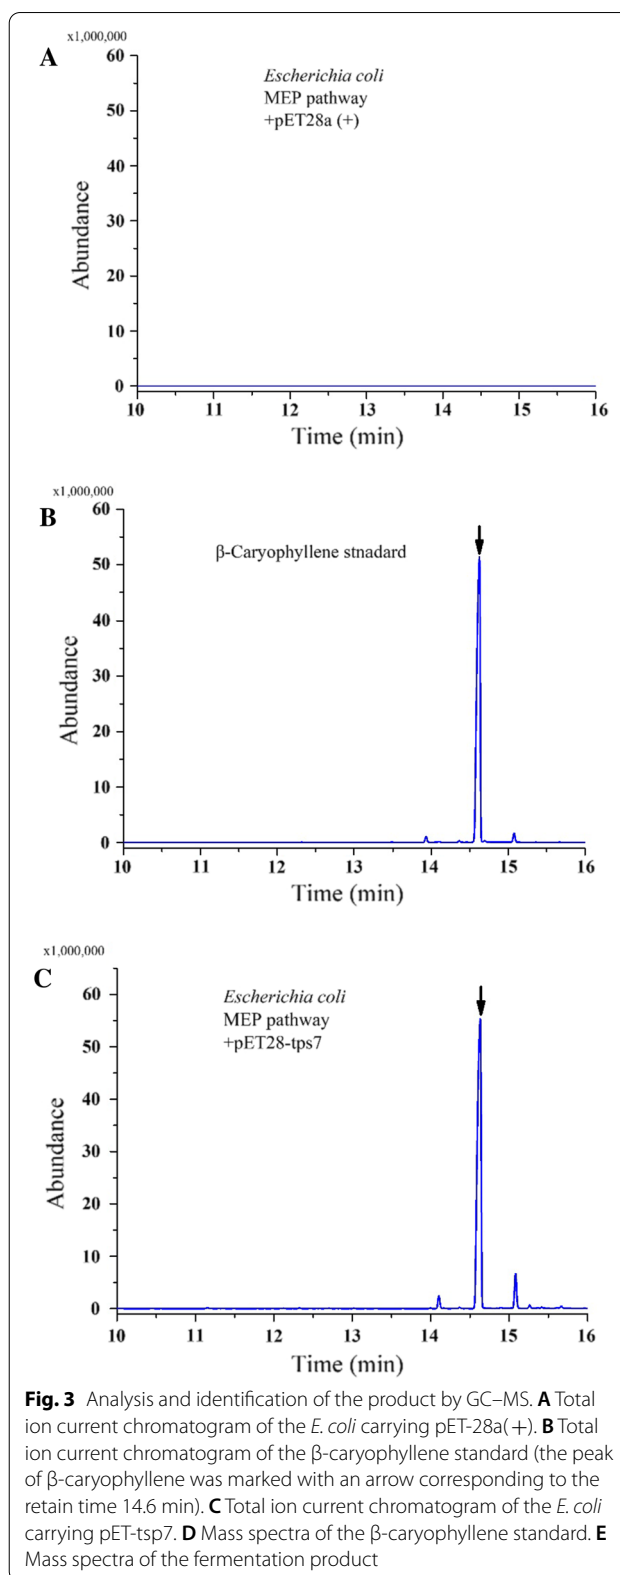 x1,000,000
A
60
Escherichia coli
MEP pathway
+pET28a (+)
50
40
30
20
10
0
Abundance
10 11 12 13 14 15 16
Time (min)
x1,000,000
B
60
β-Caryophyllene stnadard
50
40
30
20
10
0
Abundance
10 11 12 13 14 15 16
Time (min)
x1,000,000
C
Escherichia coli
MEP pathway
+pET28-tps7
60
50
40
30
20
10
0
Abundance
10 11 12 13 14 15 16
Time (min)
Fig. 3 Analysis and identification of the product by GC–MS. A Total
ion current chromatogram of the E. coli carrying pET-28a(+). B Total
ion current chromatogram of the β-caryophyllene standard (the peak
of β-caryophyllene was marked with an arrow corresponding to the
retain time 14.6 min). C Total ion current chromatogram of the E. coli
carrying pET-tsp7. D Mass spectra of the β-caryophyllene standard. E
Mass spectra of the fermentation product